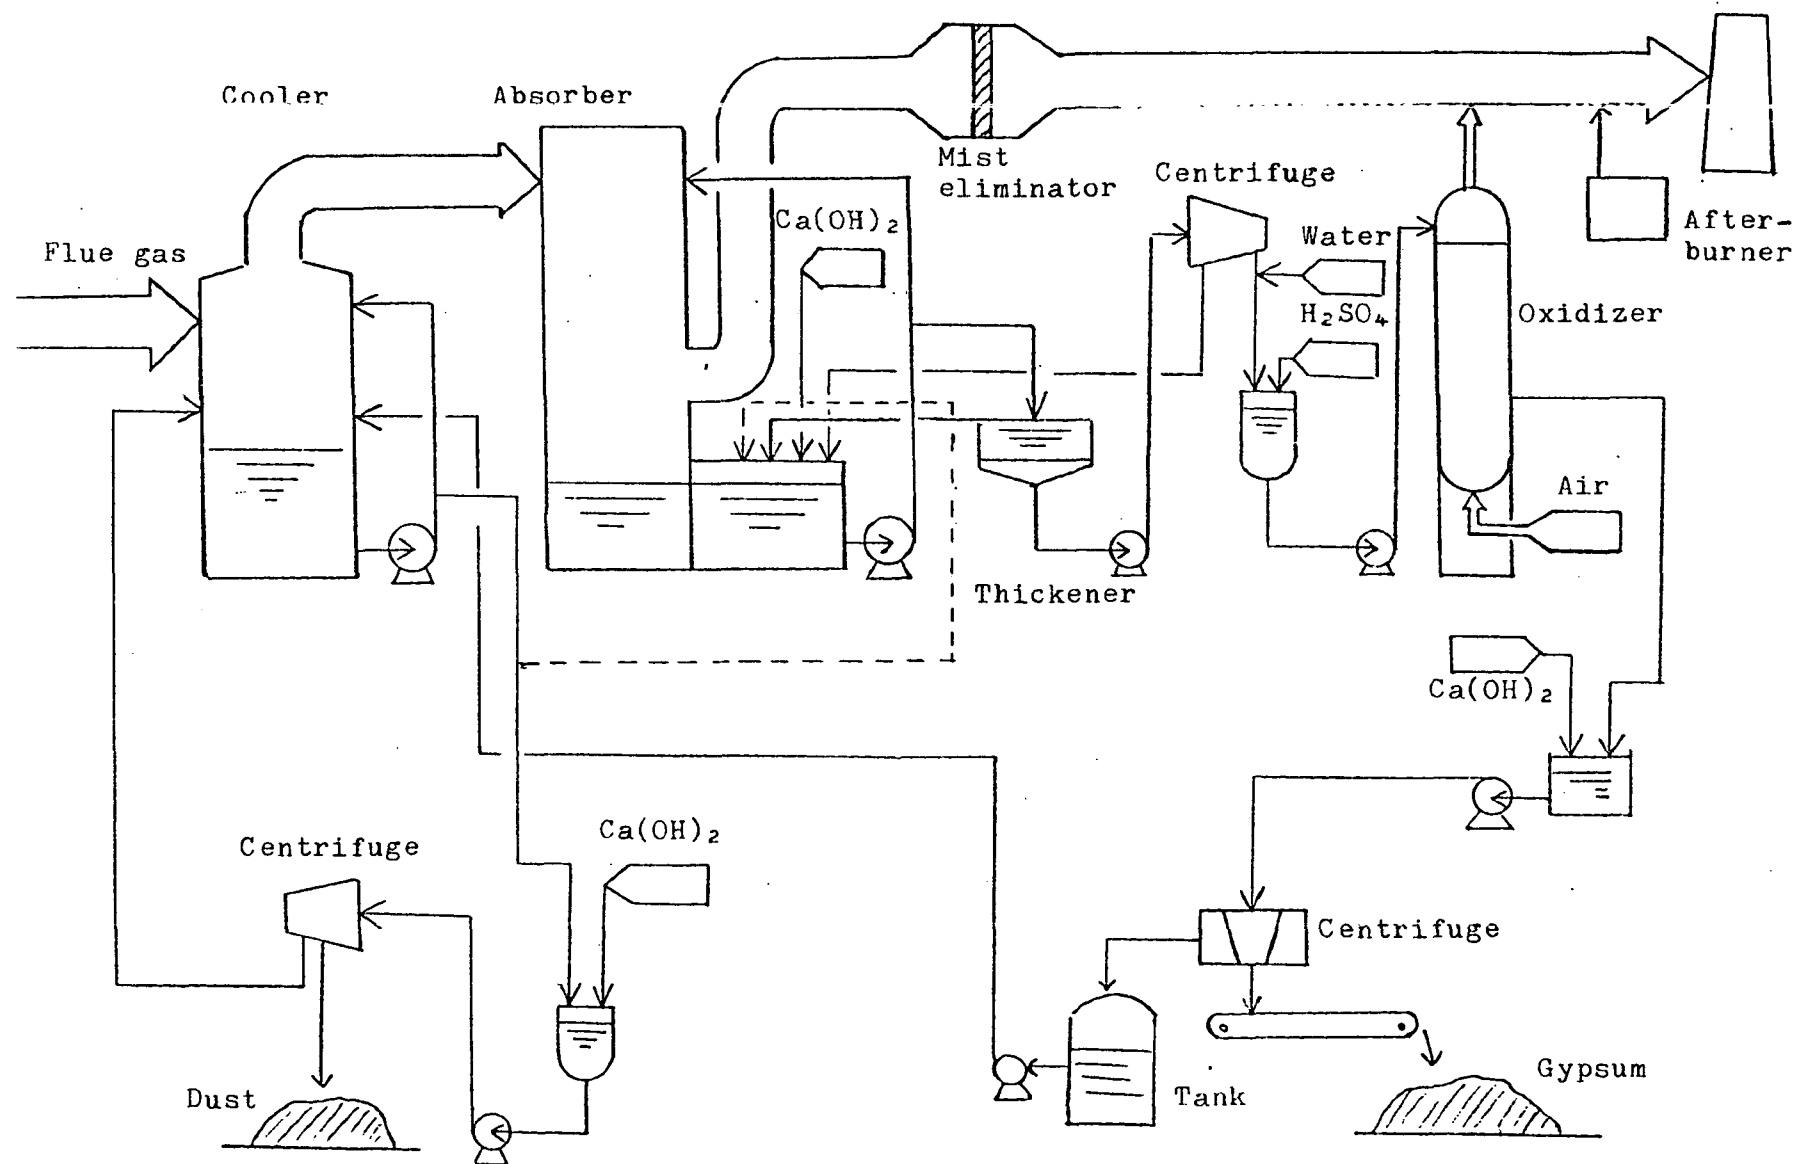 Cooler
Absorber
Mist
eliminator
Centrifuge
Ca(OH)₂
Water
After-
burner
Flue gas
H₂SO₄
Oxidizer
Air
Thickener
Ca(OH)₂
Ca(OH)₂
Centrifuge
Centrifuge
Gypsum
Dust
Tank